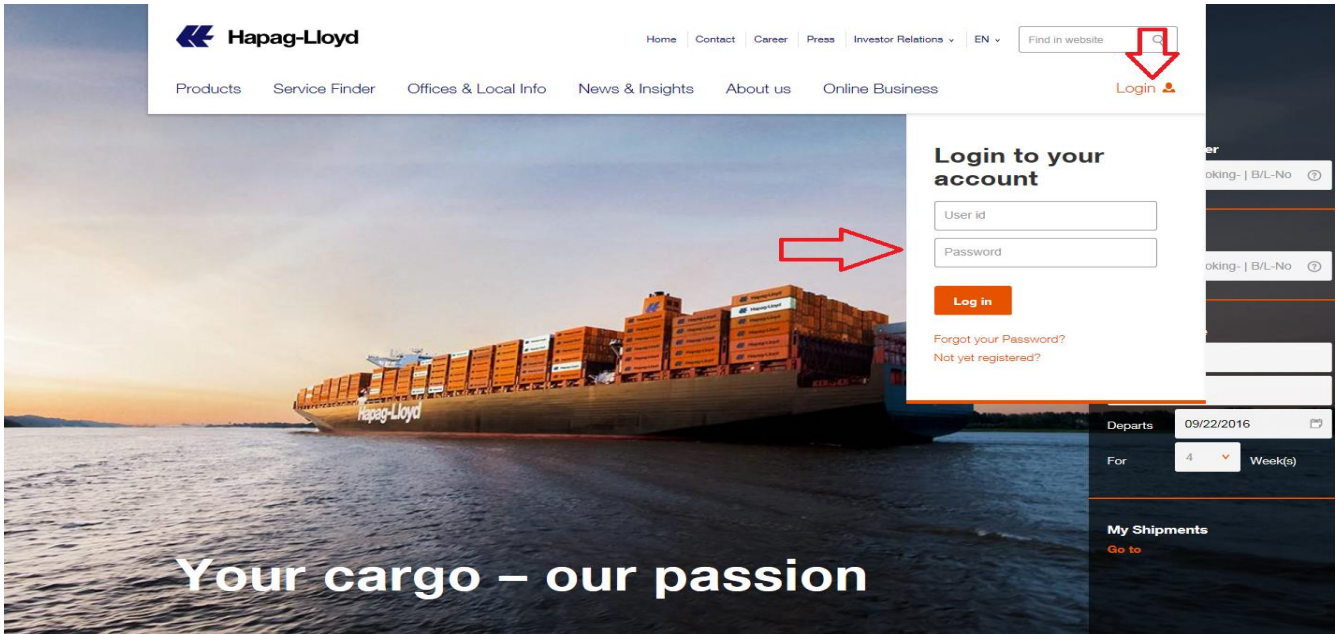 Hapag-Lloyd
Home Contact Career Press Investor Relations EN Find in website
Products Service Finder Offices & Local Info News & Insights About us Online Business Login
Login to your
account
User id
Password
Log in
Forgot your Password?
Not yet registered?
er
oking- | B/L-No
oking- | B/L-No
Departs 09/22/2016
For 4 Week(s)
My Shipments
Go to
Hapag-Lloyd
Your cargo – our passion